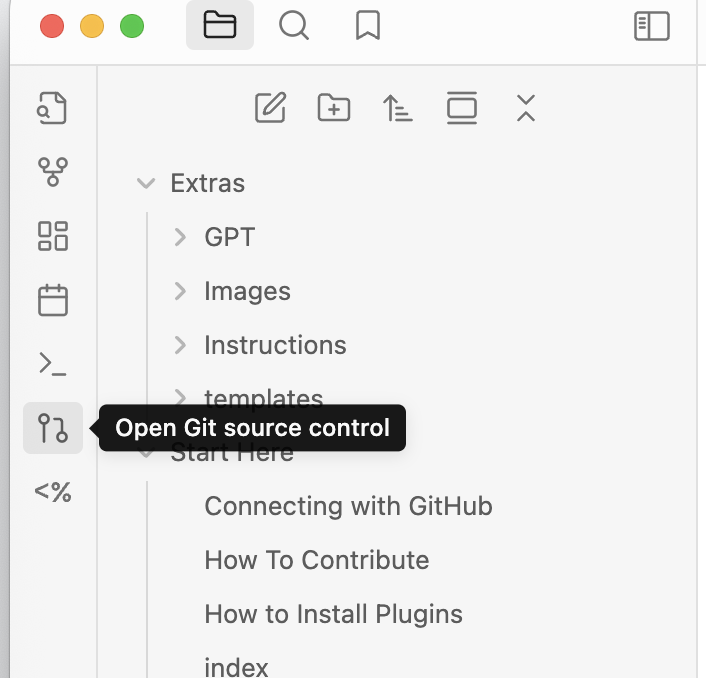 Extras
GPT
Images
Instructions
templates
Open Git source control
Start Here
<%
Connecting with GitHub
How To Contribute
How to Install Plugins
index